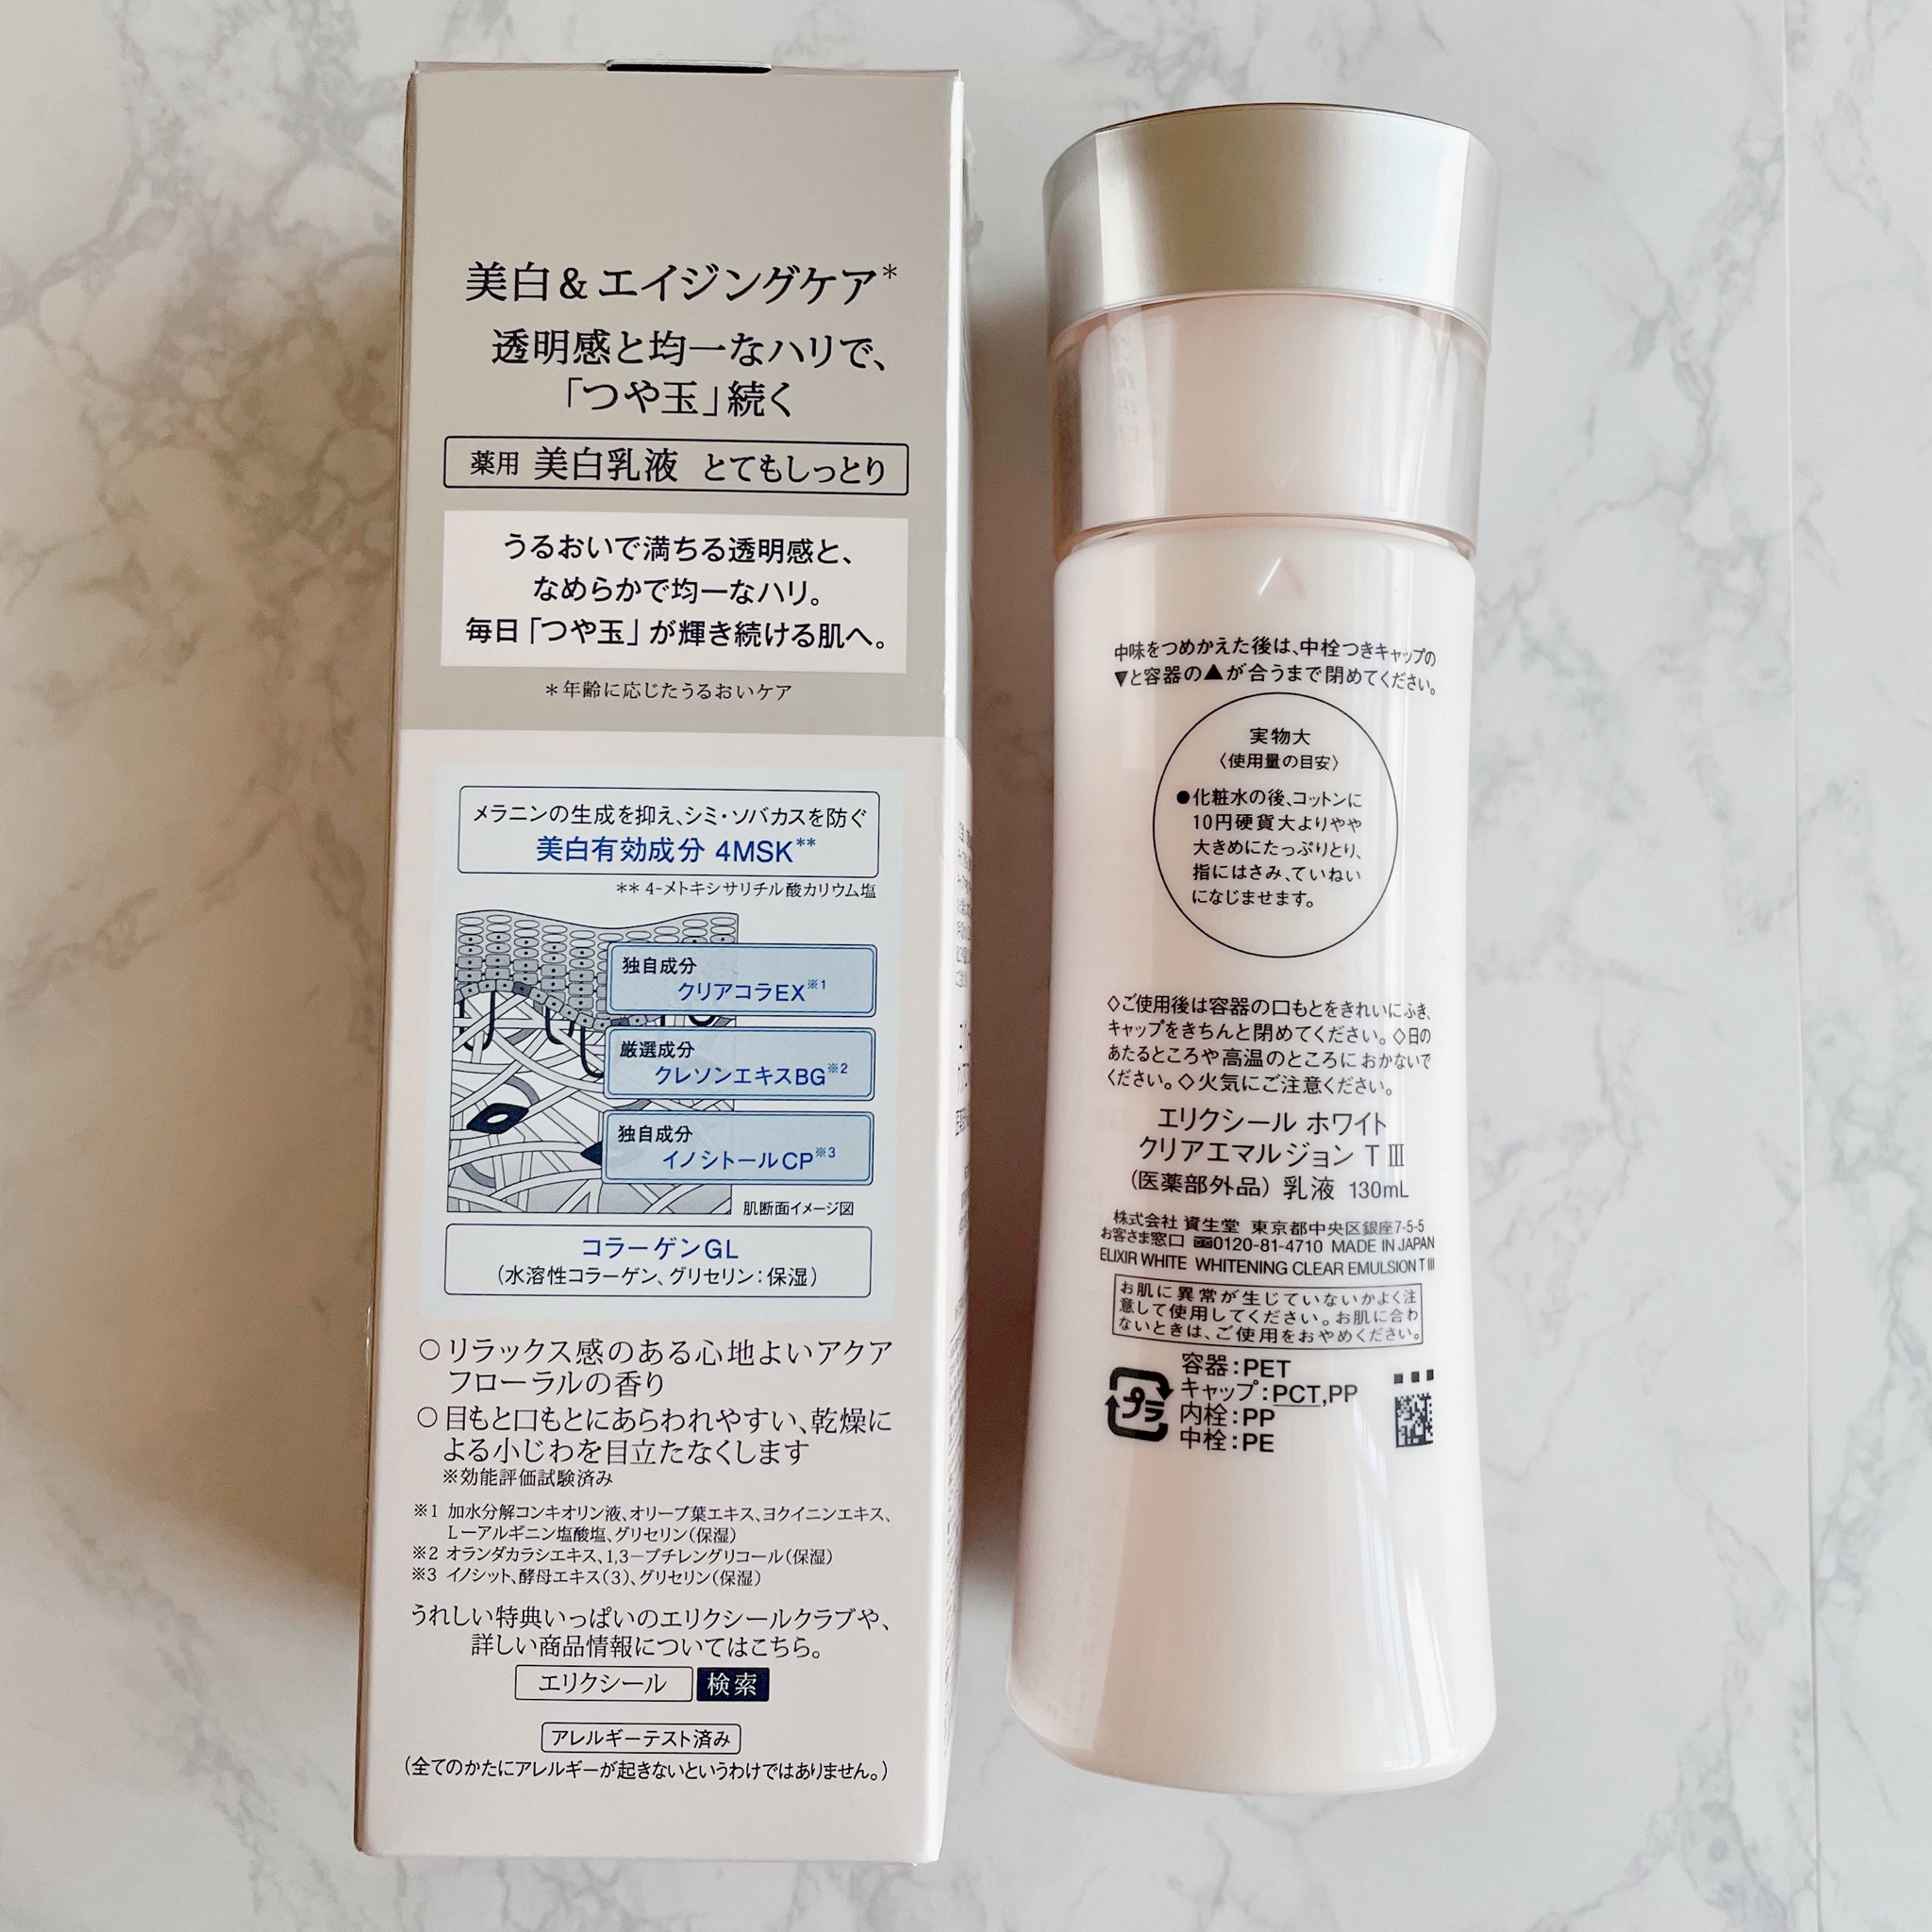 美白&エイジングケア*
透明感と均一なハリで、
「つや玉」続く
薬用 美白乳液 とてもしっとり
うるおいで満ちる透明感と、
なめらかで均一なハリ。
毎日「つや玉」が輝き続ける肌へ。
*年齢に応じたうるおいケア
メラニンの生成を抑え、シミ・ソバカスを防ぐ
美白有効成分 4MSK**
** 4-メトキシサリチル酸カリウム塩
独自成分
クリアコラEX※1
厳選成分
クレソンエキスBG※2
独自成分
イノシトールCP※3
肌断面イメージ図
コラーゲンGL
(水溶性コラーゲン、グリセリン:保湿)
○リラックス感のある心地よいアクア
フローラルの香り
○目もと口もとにあらわれやすい、乾燥に
よる小じわを目立たなくします
※効能評価試験済み
※1 加水分解コンキオリン液、オリーブ葉エキス、ヨクイニンエキス、
L-アルギニン塩酸塩、グリセリン(保湿)
※2 オランダカラシエキス、1,3-ブチレングリコール(保湿)
※3 イノシット、酵母エキス(3)、グリセリン(保湿)
うれしい特典いっぱいのエリクシールクラブや、
詳しい商品情報についてはこちら。
エリクシール 検索
アレルギーテスト済み
(全てのかたにアレルギーが起きないというわけではありません。)
中味をつめかえた後は、中栓つきキャップの
▼と容器の▲が合うまで閉めてください。
実物大
〈使用量の目安〉
●化粧水の後、コットンに
10円硬貨大よりやや
大きめにたっぷりとり、
指にはさみ、ていねい
になじませます。
◇ご使用後は容器の口もとをきれいにふき、
キャップをきちんと閉めてください。◇日の
あたるところや高温のところにおかないで
ください。◇火気にご注意ください。
エリクシール ホワイト
クリアエマルジョン T Ⅲ
(医薬部外品) 乳液 130mL
株式会社 資生堂 東京都中央区銀座7-5-5
お客さま窓口 0120-81-4710 MADE IN JAPAN
ELIXIR WHITE WHITENING CLEAR EMULSION T Ⅲ
お肌に異常が生じていないかよく注
意して使用してください。お肌に合わ
ないときは、ご使用をおやめください。
プラ
容器:PET
キャップ:PCT,PP
内栓:PP
中栓:PE